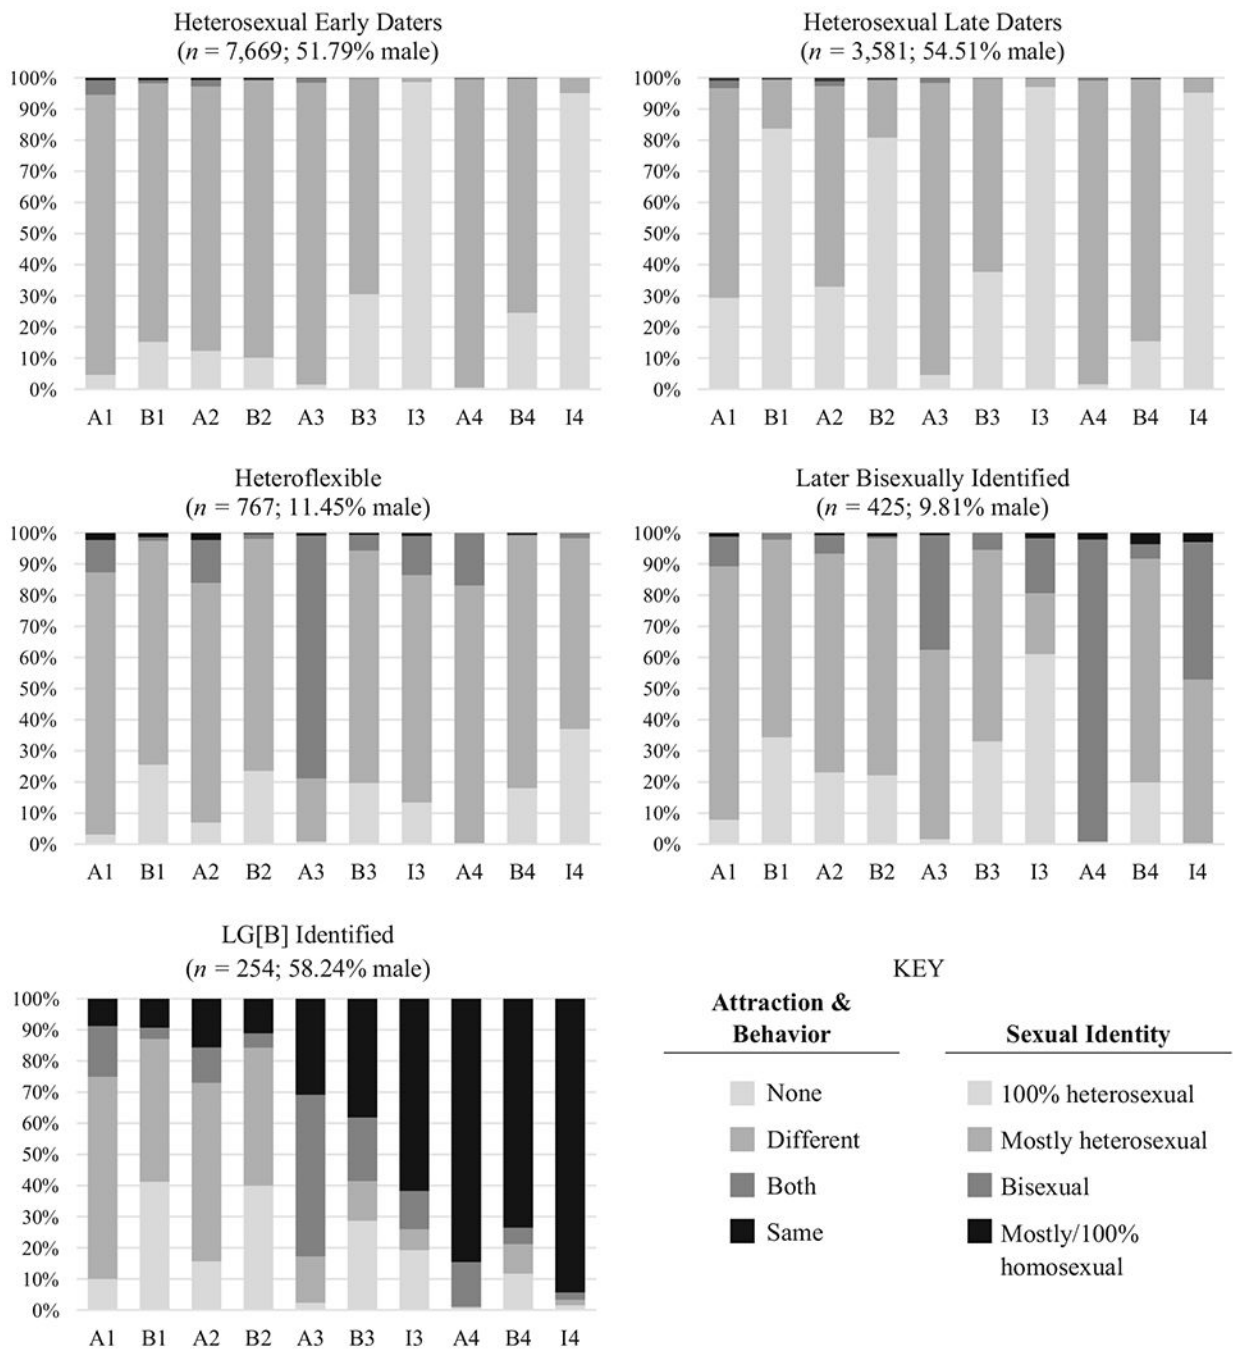 Heterosexual Early Daters
(n = 7,669; 51.79% male)
100%
90%
80%
70%
60%
50%
40%
30%
20%
10%
0%
A1 B1 A2 B2 A3 B3 I3 A4 B4 I4
Heterosexual Late Daters
(n = 3,581; 54.51% male)
100%
90%
80%
70%
60%
50%
40%
30%
20%
10%
0%
A1 B1 A2 B2 A3 B3 I3 A4 B4 I4
Heteroflexible
(n = 767; 11.45% male)
100%
90%
80%
70%
60%
50%
40%
30%
20%
10%
0%
A1 B1 A2 B2 A3 B3 I3 A4 B4 I4
Later Bisexually Identified
(n = 425; 9.81% male)
100%
90%
80%
70%
60%
50%
40%
30%
20%
10%
0%
A1 B1 A2 B2 A3 B3 I3 A4 B4 I4
LG[B] Identified
(n = 254; 58.24% male)
100%
90%
80%
70%
60%
50%
40%
30%
20%
10%
0%
A1 B1 A2 B2 A3 B3 I3 A4 B4 I4
KEY
Attraction &
Behavior
None
Different
Both
Same
Sexual Identity
100% heterosexual
Mostly heterosexual
Bisexual
Mostly/100%
homosexual